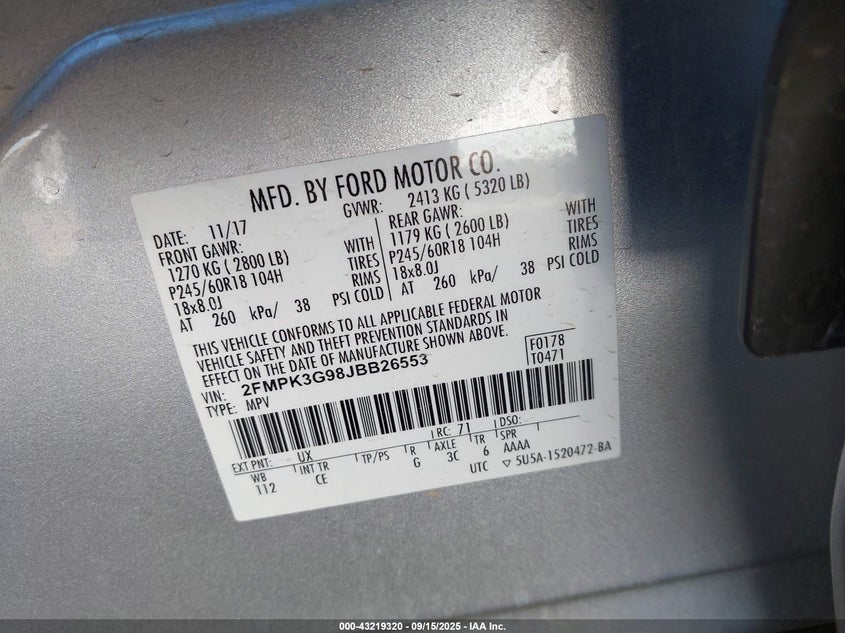 MFD. BY FORD MOTOR CO.
DATE: 11/17 GVWR: 2413 KG ( 5320 LB)
FRONT GAWR: REAR GAWR:
1270 KG ( 2800 LB) WITH 1179 KG ( 2600 LB) WITH
P245/60R18 104H TIRES P245/60R18 104H TIRES
18x8.0J RIMS 18x8.0J RIMS
AT 260 kPa/ 38 PSI COLD AT 260 kPa/ 38 PSI COLD
THIS VEHICLE CONFORMS TO ALL APPLICABLE FEDERAL MOTOR
VEHICLE SAFETY AND THEFT PREVENTION STANDARDS IN
EFFECT ON THE DATE OF MANUFACTURE SHOWN ABOVE.
VIN: 2FMPK3G98JBB26553 F0178
TYPE: MPV T0471
EXT PNT: UX RC: 71 DSO:
WB INT TR TP/PS R AXLE TR SPR
112 CE G 3C 6 AAAA
UTC ▽ 5U5A-1520472-BA
000-43219320 - 09/15/2025 - IAA Inc.